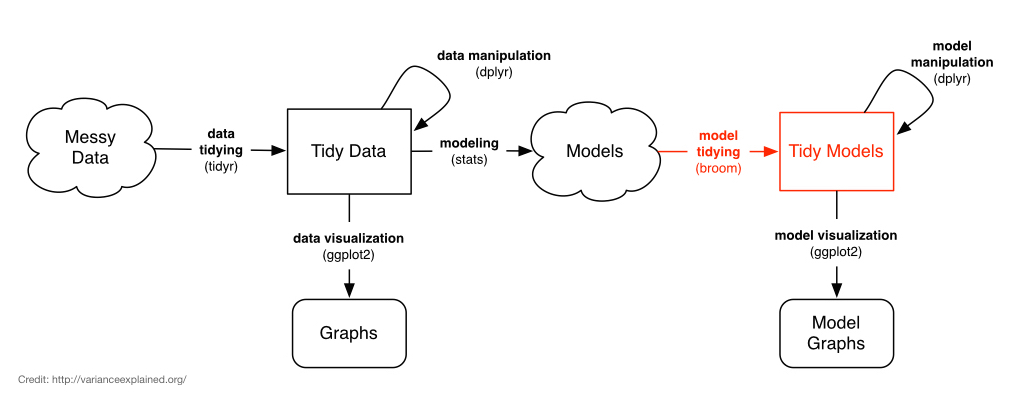 Messy
Data
data
tidying
(tidyr)
Tidy Data
data manipulation
(dplyr)
modeling
(stats)
Models
model
tidying
(broom)
Tidy Models
model
manipulation
(dplyr)
data visualization
(ggplot2)
Graphs
model visualization
(ggplot2)
Model
Graphs
Credit: http://varianceexplained.org/